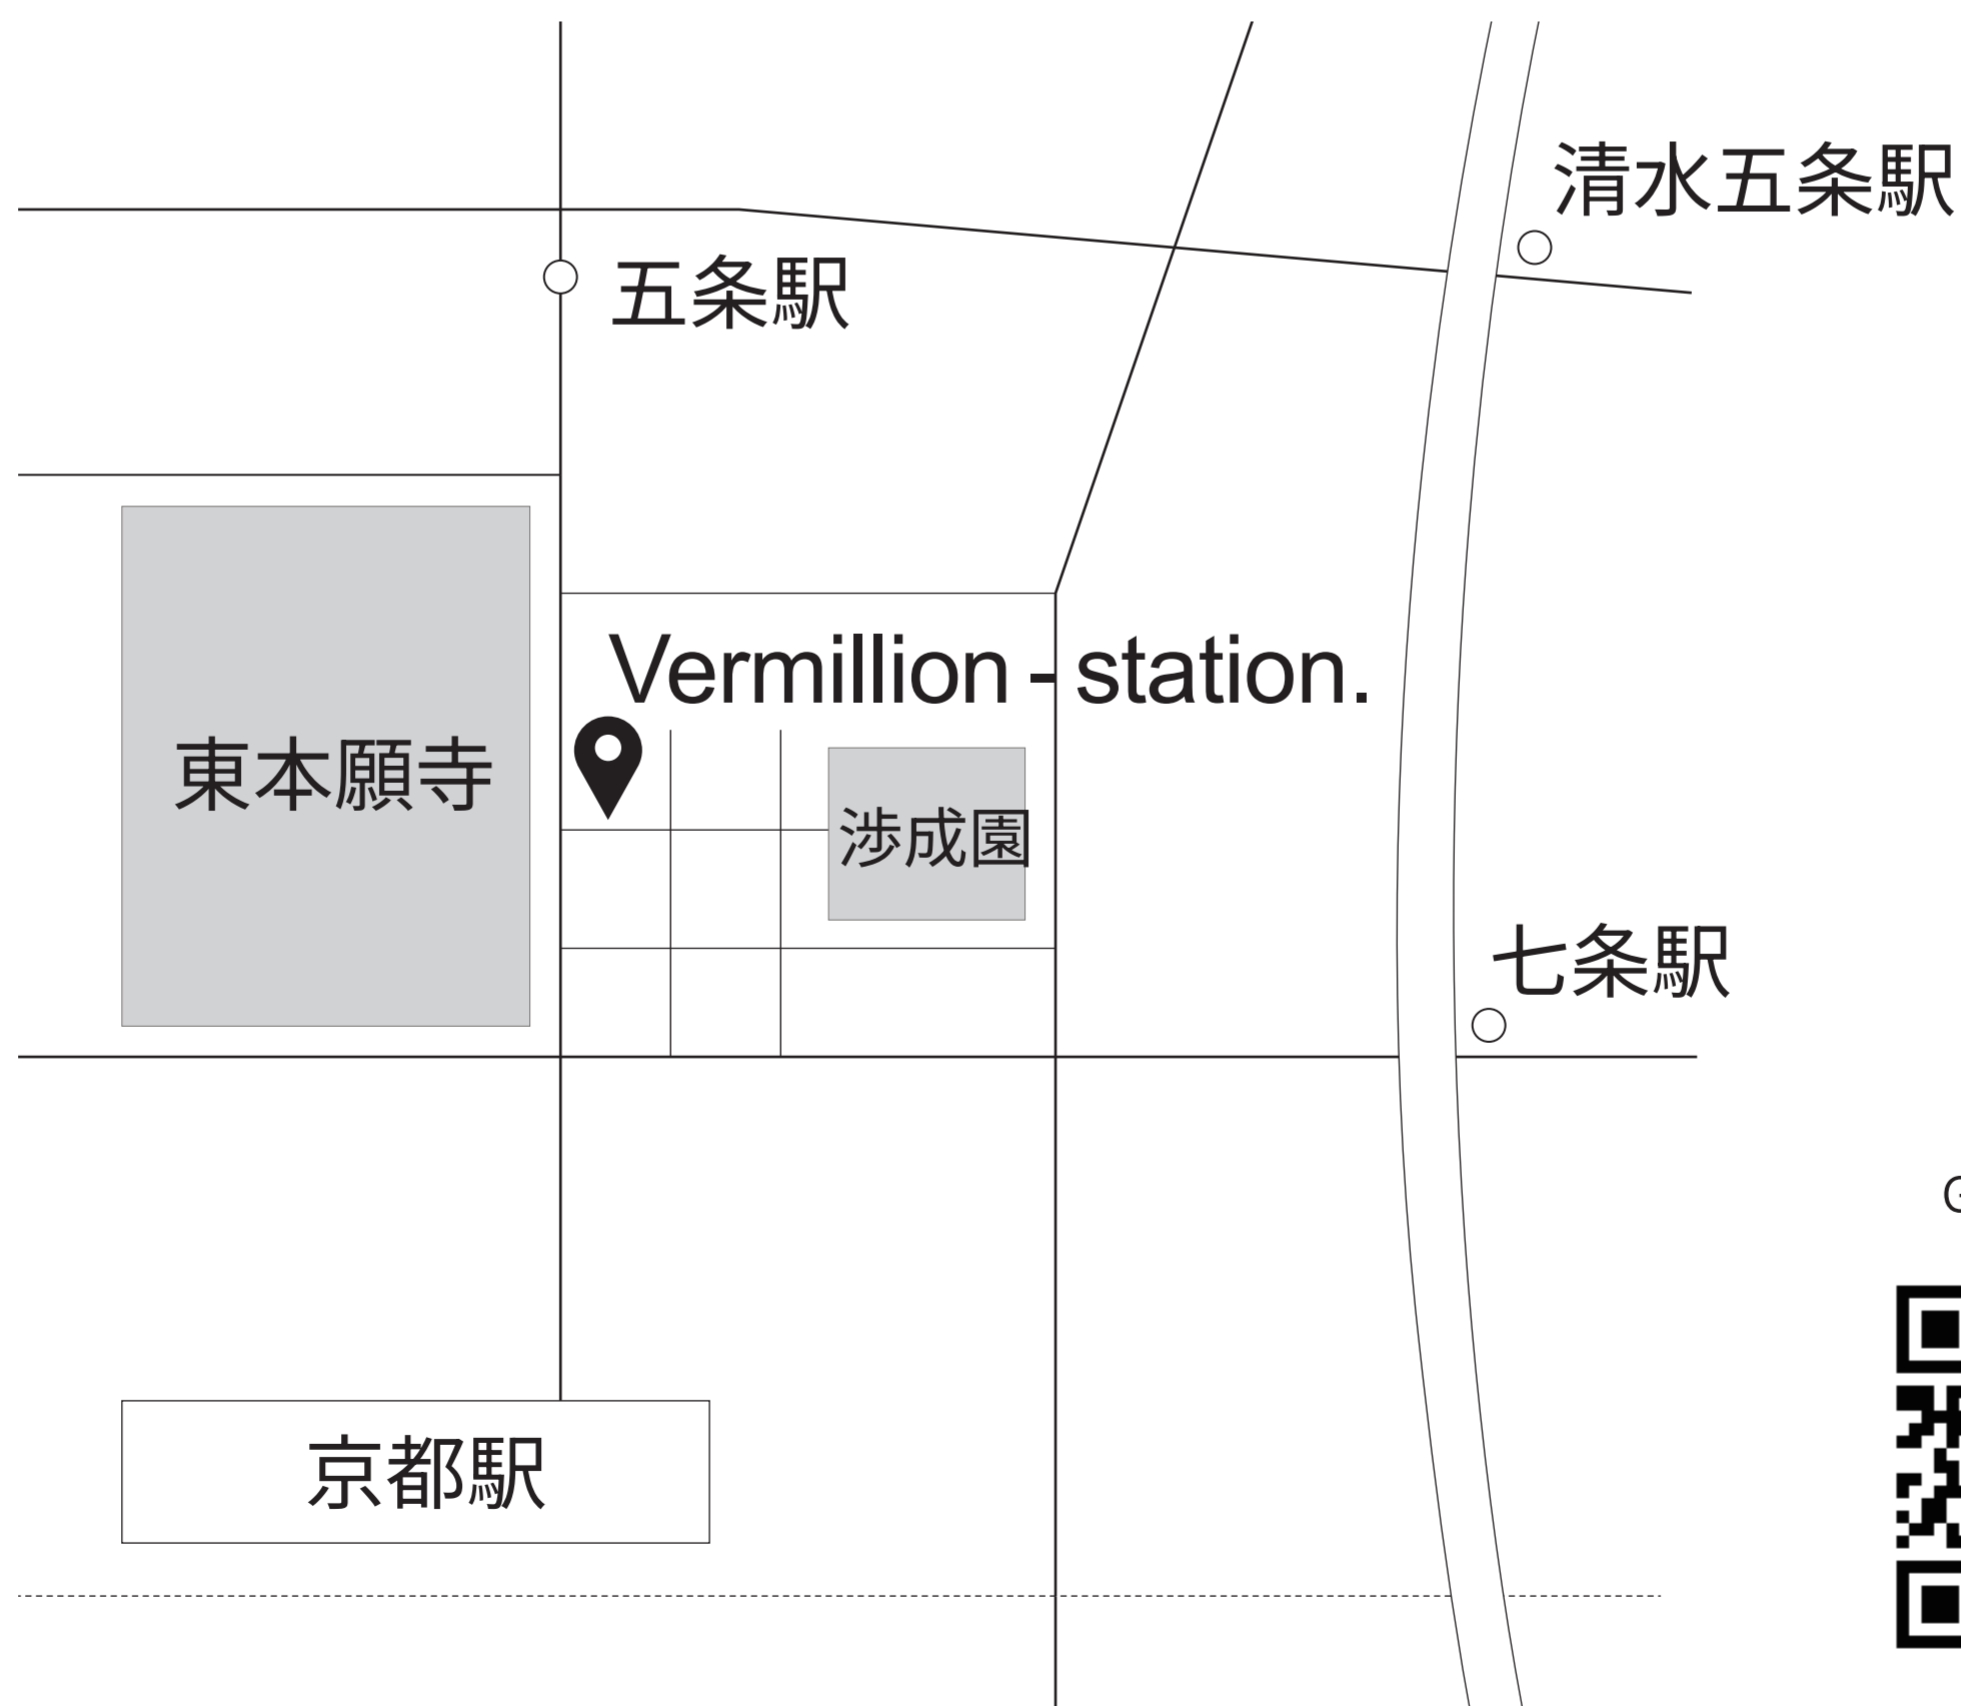 清水五条駅
五条駅
Vermillion - station.
東本願寺
渉成園
七条駅
京都駅